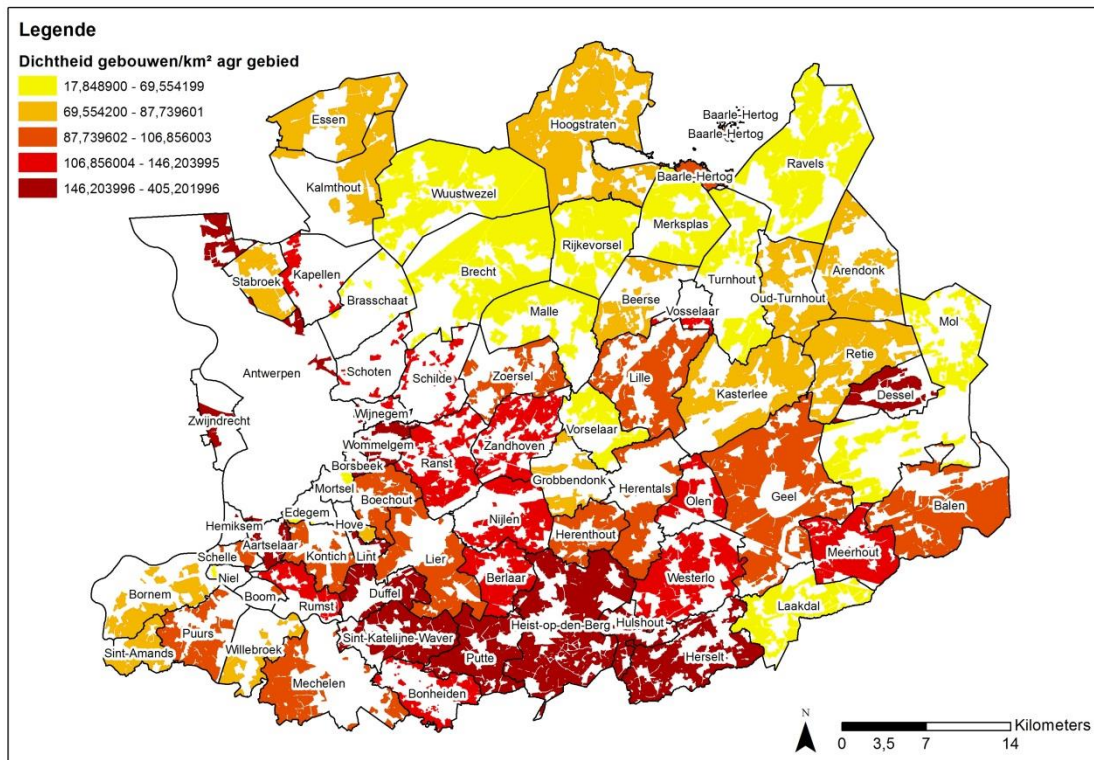 Legende
Dichtheid gebouwen/km² agr gebied
17,848900 - 69,554199
69,554200 - 87,739601
87,739602 - 106,856003
106,856004 - 146,203995
146,203996 - 405,201996
Essen
Hoogstraten
Baarle-Hertog
Baarle-Hertog
Ravels
Baarle-Hertog
Kalmthout
Wuustwezel
Merksplas
Rijkevorsel
Brecht
Stabroek
Kapellen
Brasschaat
Turnhout
Arendonk
Oud-Turnhout
Beerse
Vosselaar
Malle
Mol
Retie
Antwerpen
Schoten
Schilde
Zoersel
Lille
Kasterlee
Dessel
Zwijndrecht
Wijnegem
Vorselaar
Wommelgem
Zandhoven
Ranst
Borsbeek
Mortsel
Boechout
Grobbendonk
Herentals
Olen
Geel
Balen
Edegem
Hove
Nijlen
Hemiksem
Aartselaar
Herenthout
Schelle
Kontich
Lint
Lier
Meerhout
Niel
Berlaar
Westerlo
Bornem
Boom
Rumst
Duffel
Laakdal
Heist-op-den-Berg
Hulshout
Puurs
Sint-Katelijne-Waver
Sint-Amands
Willebroek
Putte
Herselt
Mechelen
Bonheiden
N
Kilometers
0 3,5 7 14